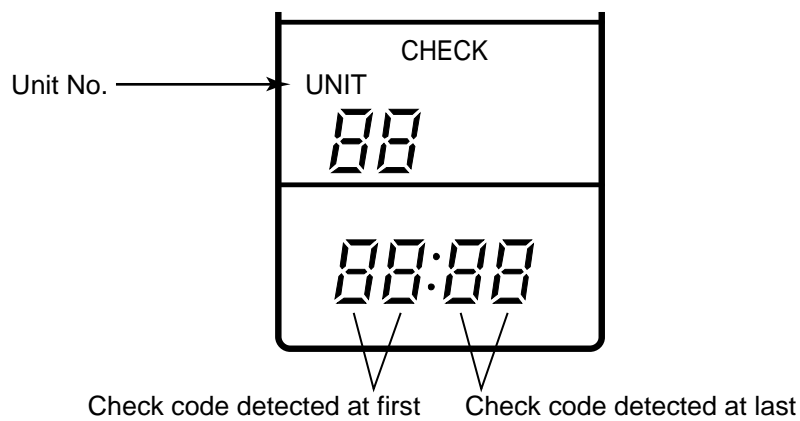 CHECK
Unit No. UNIT
88
88:88
Check code detected at first Check code detected at last